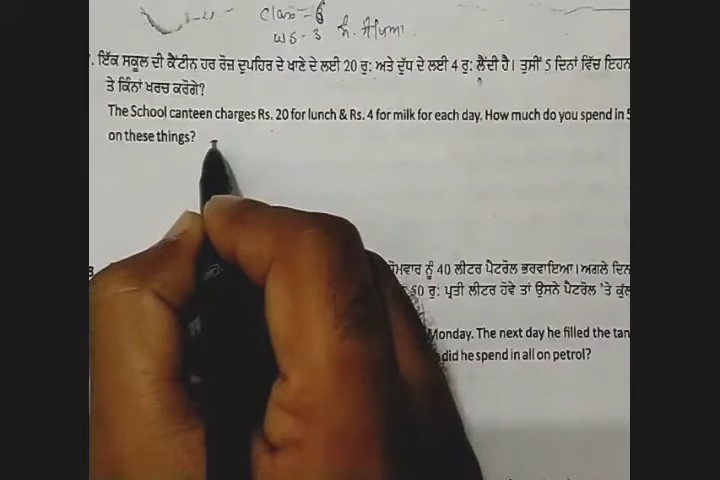 Class - 6
WS - 3
. ਇੱਕ ਸਕੂਲ ਦੀ ਕੈਂਟੀਨ ਹਰ ਰੋਜ਼ ਦੁਪਹਿਰ ਦੇ ਖਾਣੇ ਦੇ ਲਈ 20 ਰੁ: ਅਤੇ ਦੁੱਧ ਦੇ ਲਈ 4 ਰੁ: ਲੈਂਦੀ ਹੈ। ਤੁਸੀਂ 5 ਦਿਨਾਂ ਵਿੱਚ ਇਹਨ
ਤੇ ਕਿੰਨਾਂ ਖਰਚ ਕਰੋਗੇ?
The School canteen charges Rs. 20 for lunch & Rs. 4 for milk for each day. How much do you spend in 5
on these things?
ਸੋਮਵਾਰ ਨੂੰ 40 ਲੀਟਰ ਪੈਟਰੋਲ ਭਰਵਾਇਆ। ਅਗਲੇ ਦਿਨ
50 ਰੁ: ਪ੍ਰਤੀ ਲੀਟਰ ਹੋਵੇ ਤਾਂ ਉਸਨੇ ਪੈਟਰੋਲ 'ਤੇ ਕੁੱਲ
Monday. The next day he filled the tan
did he spend in all on petrol?